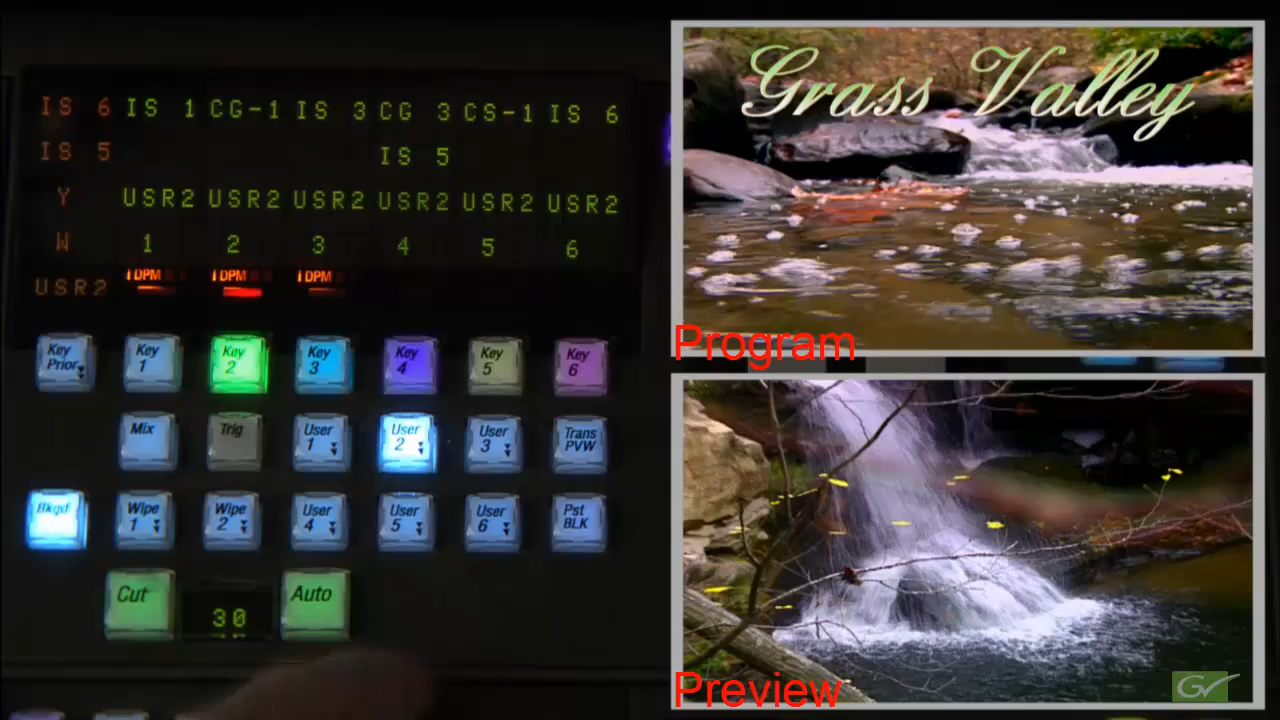 IS 6 IS 1 CG-1 IS 3 CG 3 CS-1 IS 6
IS 5 IS 5
Y USR2 USR2 USR2 USR2 USR2 USR2
W 1 2 3 4 5 6
USR2 1DPM 1DPM 1DPM
Key Prior Key 1 Key 2 Key 3 Key 4 Key 5 Key 6
Mix Trig User 1 User 2 User 3 Trans PVW
Bkgd Wipe 1 Wipe 2 User 4 User 5 User 6 Pst BLK
Cut 30 Auto
Grass Valley
Program
Preview
GV